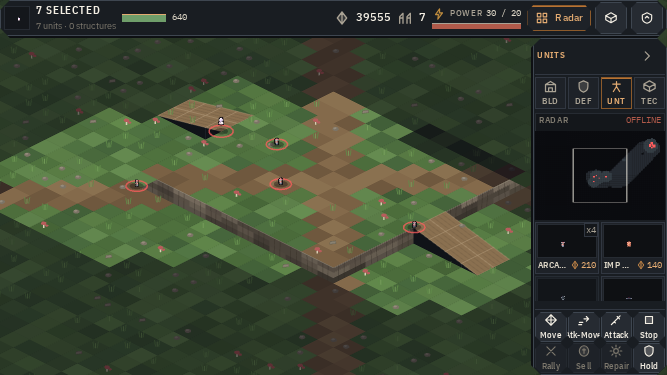 7 SELECTED
7 units · 0 structures
640
39555
7
POWER 30 / 20
Radar
UNITS
BLD
DEF
UNT
TEC
RADAR
OFFLINE
x4
ARCA… 210
IMP… 140
Move
Atk-Move
Attack
Stop
Rally
Sell
Repair
Hold